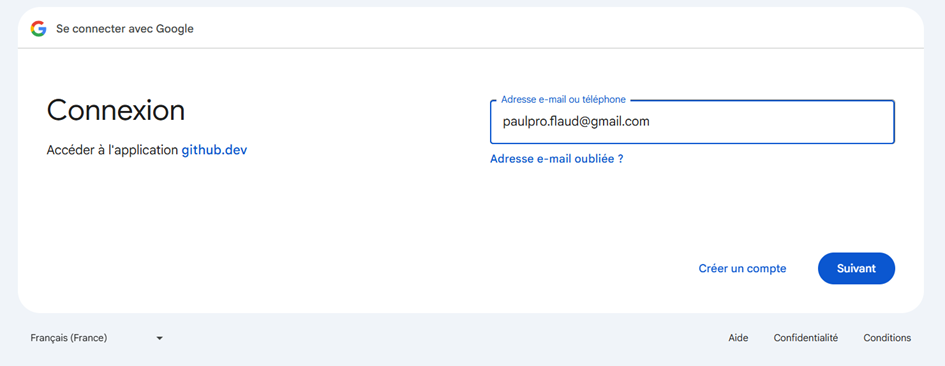 Se connecter avec Google
Connexion
Accéder à l'application github.dev
Adresse e-mail ou téléphone
paulpro.flaud@gmail.com
Adresse e-mail oubliée ?
Créer un compte
Suivant
Français (France)
Aide
Confidentialité
Conditions